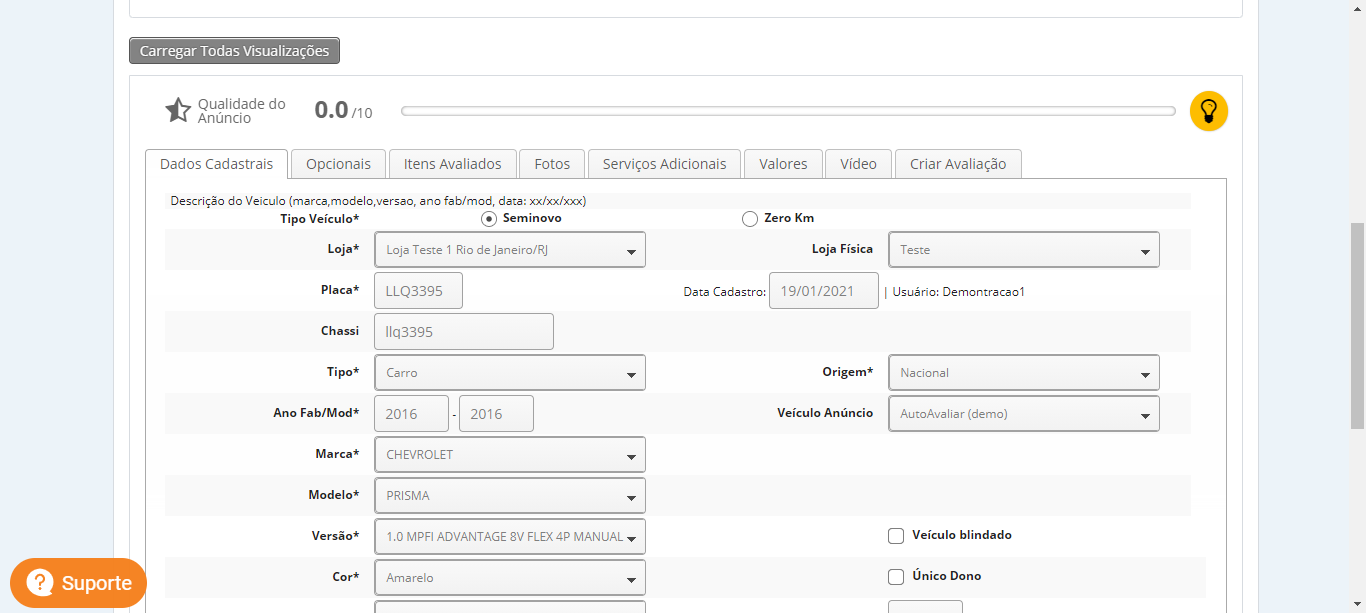 Carregar Todas Visualizações
Qualidade do
Anúncio
0.0 /10
Dados Cadastrais Opcionais Itens Avaliados Fotos Serviços Adicionais Valores Vídeo Criar Avaliação
Descrição do Veiculo (marca,modelo,versao, ano fab/mod, data: xx/xx/xxx)
Tipo Veículo* Seminovo Zero Km
Loja* Loja Teste 1 Rio de Janeiro/RJ Loja Física Teste
Placa* LLQ3395 Data Cadastro: 19/01/2021 | Usuário: Demontracao1
Chassi llq3395
Tipo* Carro Origem* Nacional
Ano Fab/Mod* 2016 - 2016 Veículo Anúncio AutoAvaliar (demo)
Marca* CHEVROLET
Modelo* PRISMA
Versão* 1.0 MPFI ADVANTAGE 8V FLEX 4P MANUAL Veículo blindado
Cor* Amarelo Único Dono
? Suporte